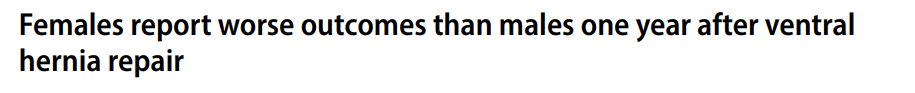 Females report worse outcomes than males one year after ventral
hernia repair